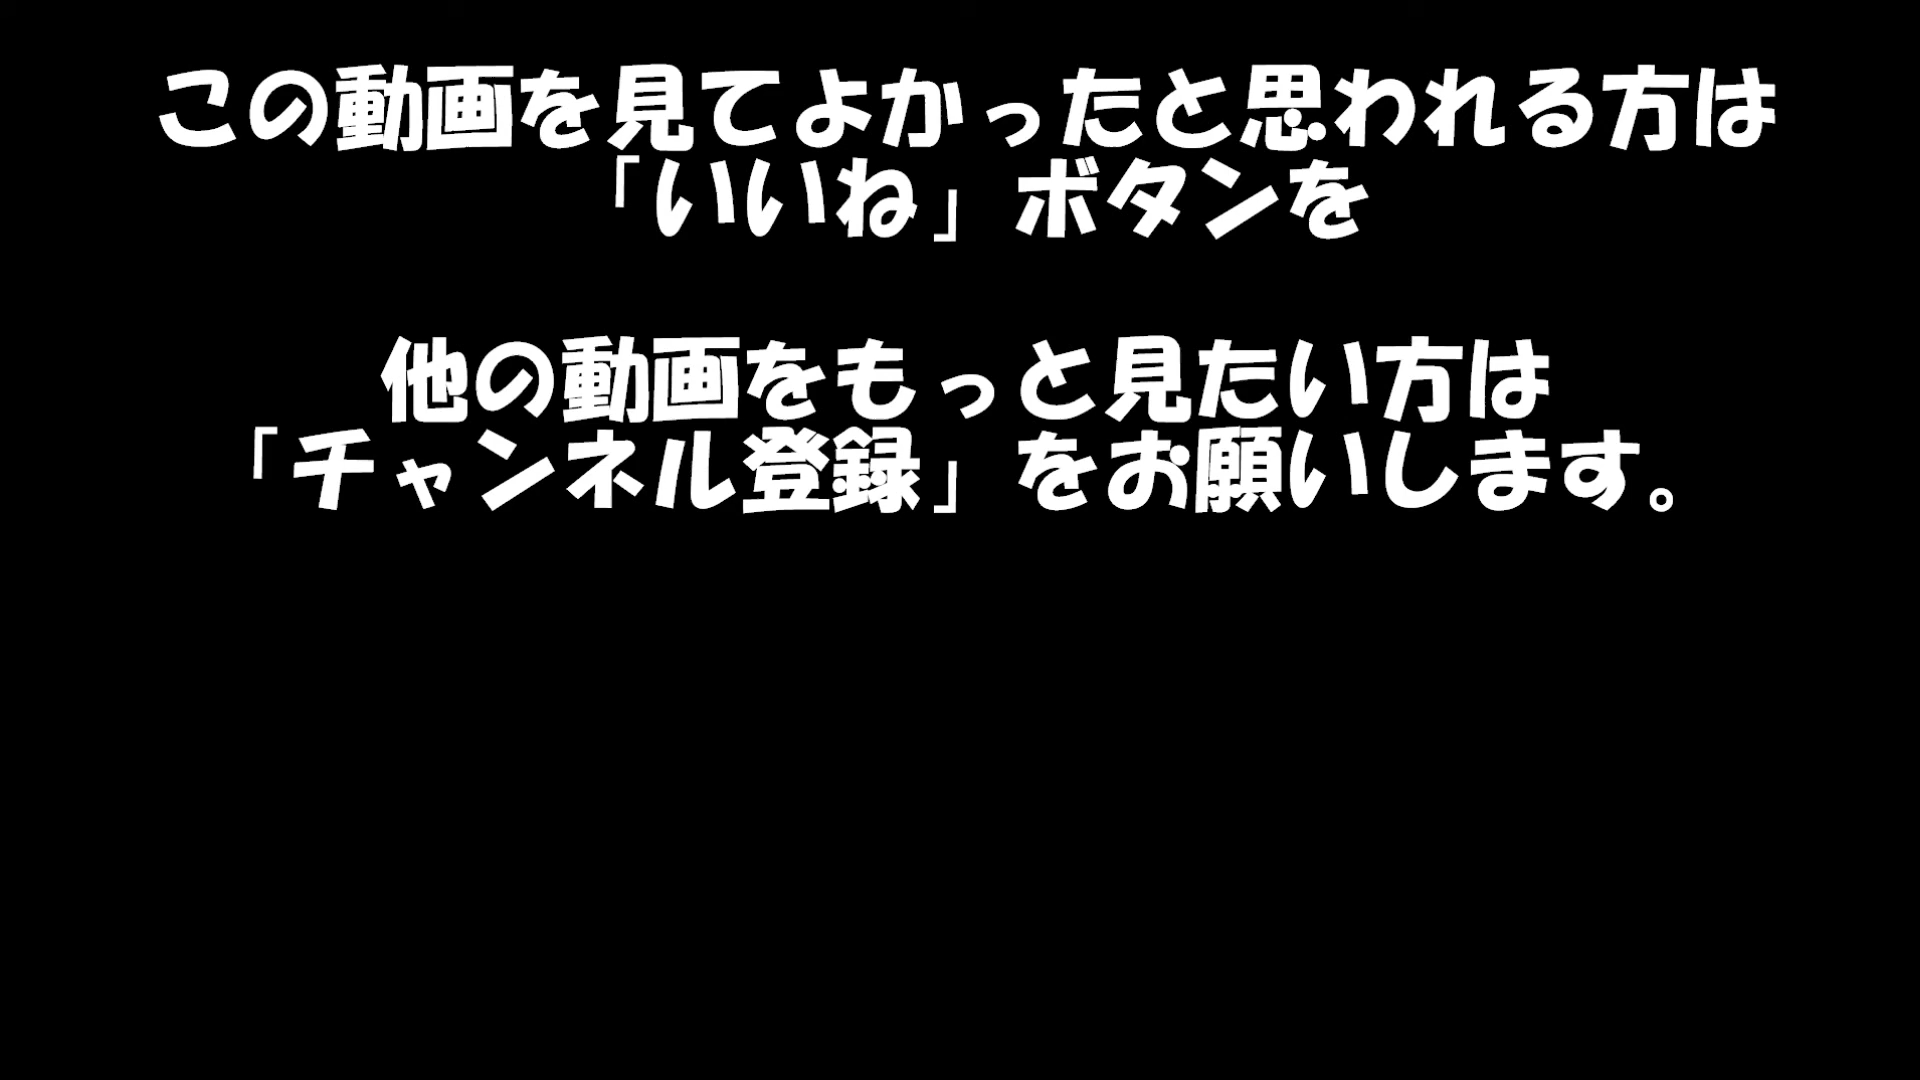 この動画を見てよかったと思われる方は
「いいね」ボタンを
他の動画をもっと見たい方は
「チャンネル登録」をお願いします。